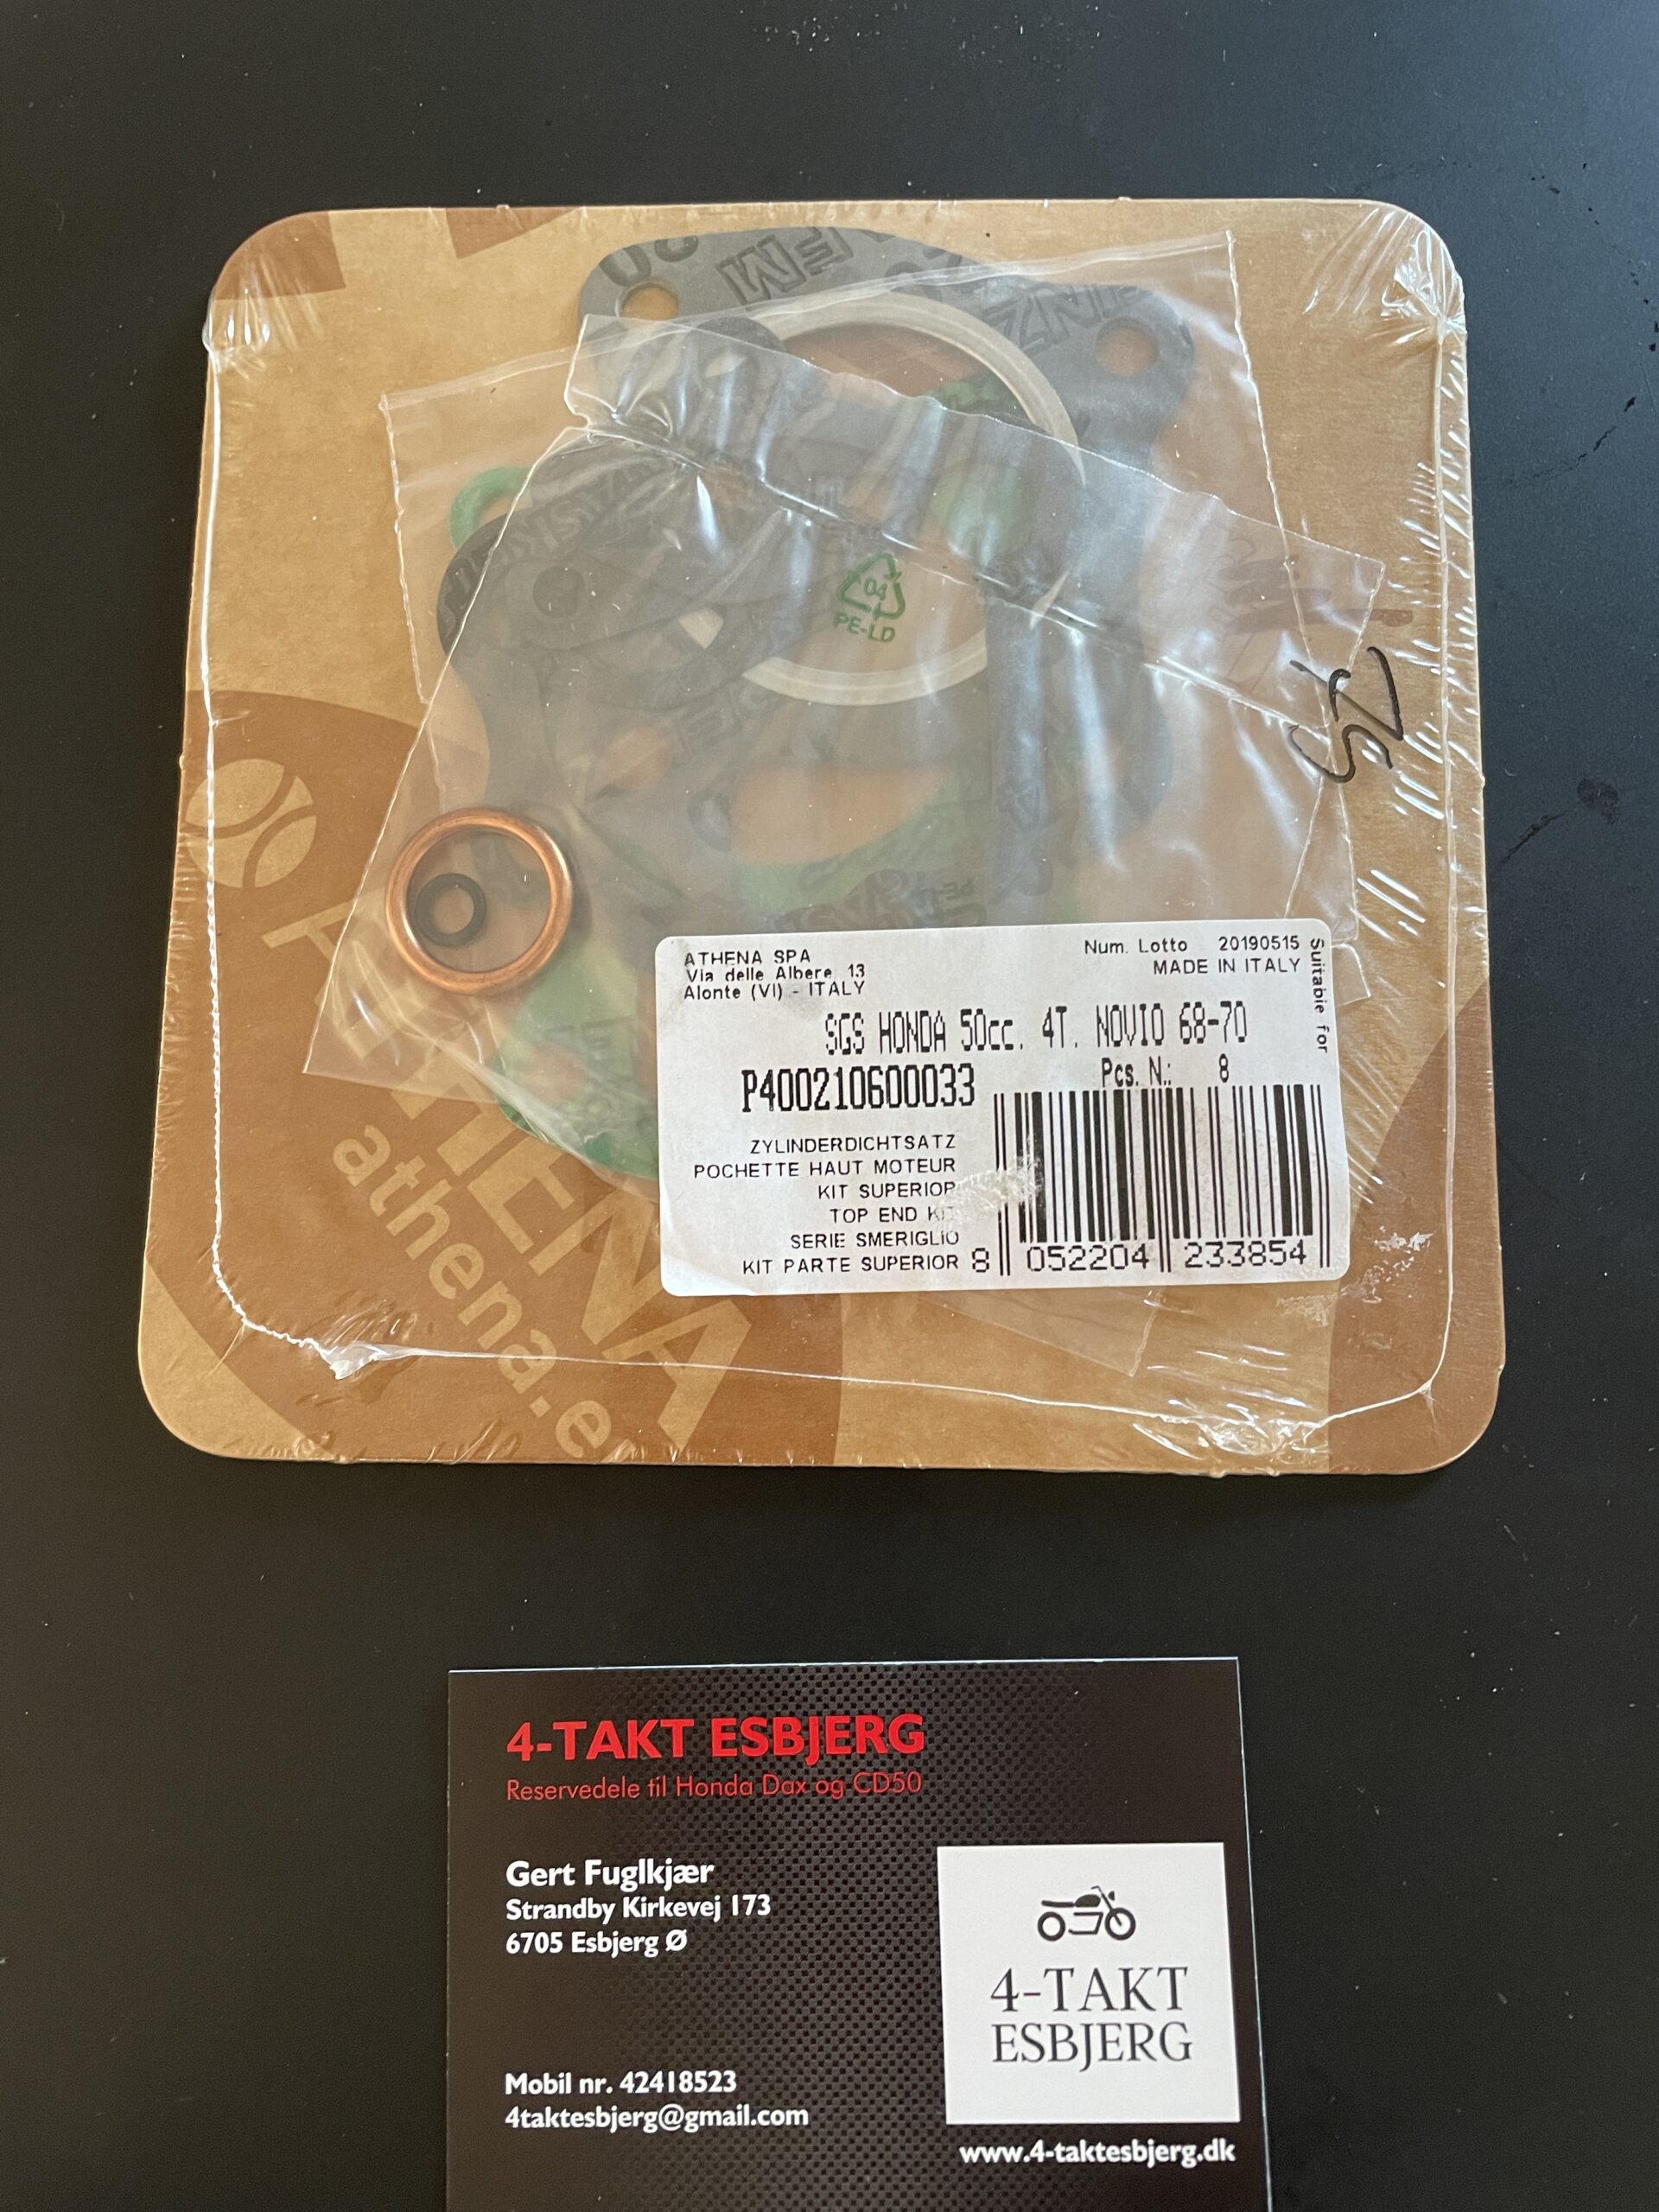 04
PE-LD
ZS
ATHENA
athena.e
ATHENA SPA
Via delle Albere, 13
Alonte (VI) - ITALY
Num. Lotto 20190515
MADE IN ITALY
Suitable for
SGS HONDA 50cc. 4T. NOVIO 68-70
P400210600033
Pcs. N.: 8
ZYLINDERDICHTSATZ
POCHETTE HAUT MOTEUR
KIT SUPERIOR
TOP END KIT
SERIE SMERIGLIO
KIT PARTE SUPERIOR
8 052204 233854
4-TAKT ESBJERG
Reservedele til Honda Dax og CD50
Gert Fuglkjær
Strandby Kirkevej 173
6705 Esbjerg Ø
Mobil nr. 42418523
4taktesbjerg@gmail.com
4-TAKT
ESBJERG
www.4-taktesbjerg.dk